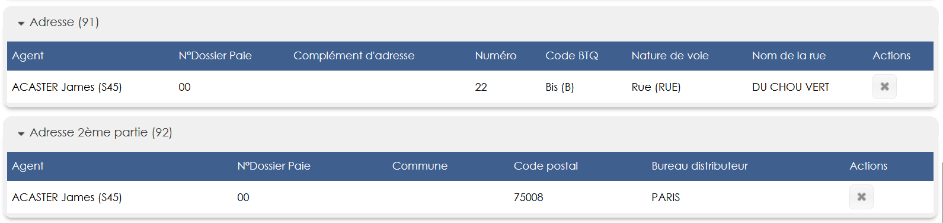 Adresse (91)
Agent N°Dossier Paie Complément d'adresse Numéro Code BTQ Nature de voie Nom de la rue Actions
ACASTER James (S45) 00 22 Bis (B) Rue (RUE) DU CHOU VERT
Adresse 2ème partie (92)
Agent N°Dossier Paie Commune Code postal Bureau distributeur Actions
ACASTER James (S45) 00 75008 PARIS